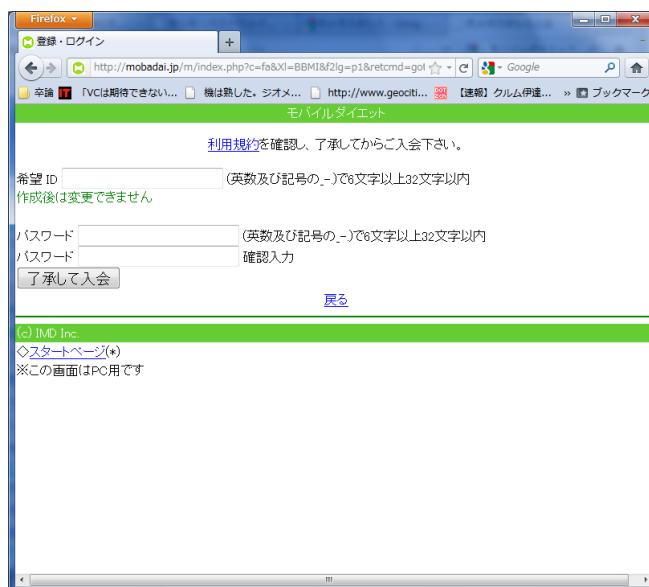 Firefox
登録・ログイン
+
http://mobadai.jp/m/index.php?c=fa&Xl=BBMI&f2lg=p1&retcmd=got
Google
卒論
「VCは期待できない...
機は熟した。ジオメ...
http://www.geociti...
【速報】クルム伊達...
»
ブックマーク
モバイルダイエット
利用規約を確認し、了承してからご入会下さい。
希望 ID (英数及び記号の_-.)で6文字以上32文字以内
作成後は変更できません
パスワード (英数及び記号の_-.)で6文字以上32文字以内
パスワード 確認入力
了承して入会
戻る
(c) IMD Inc.
◇スタートページ(*)
※この画面はPC用です